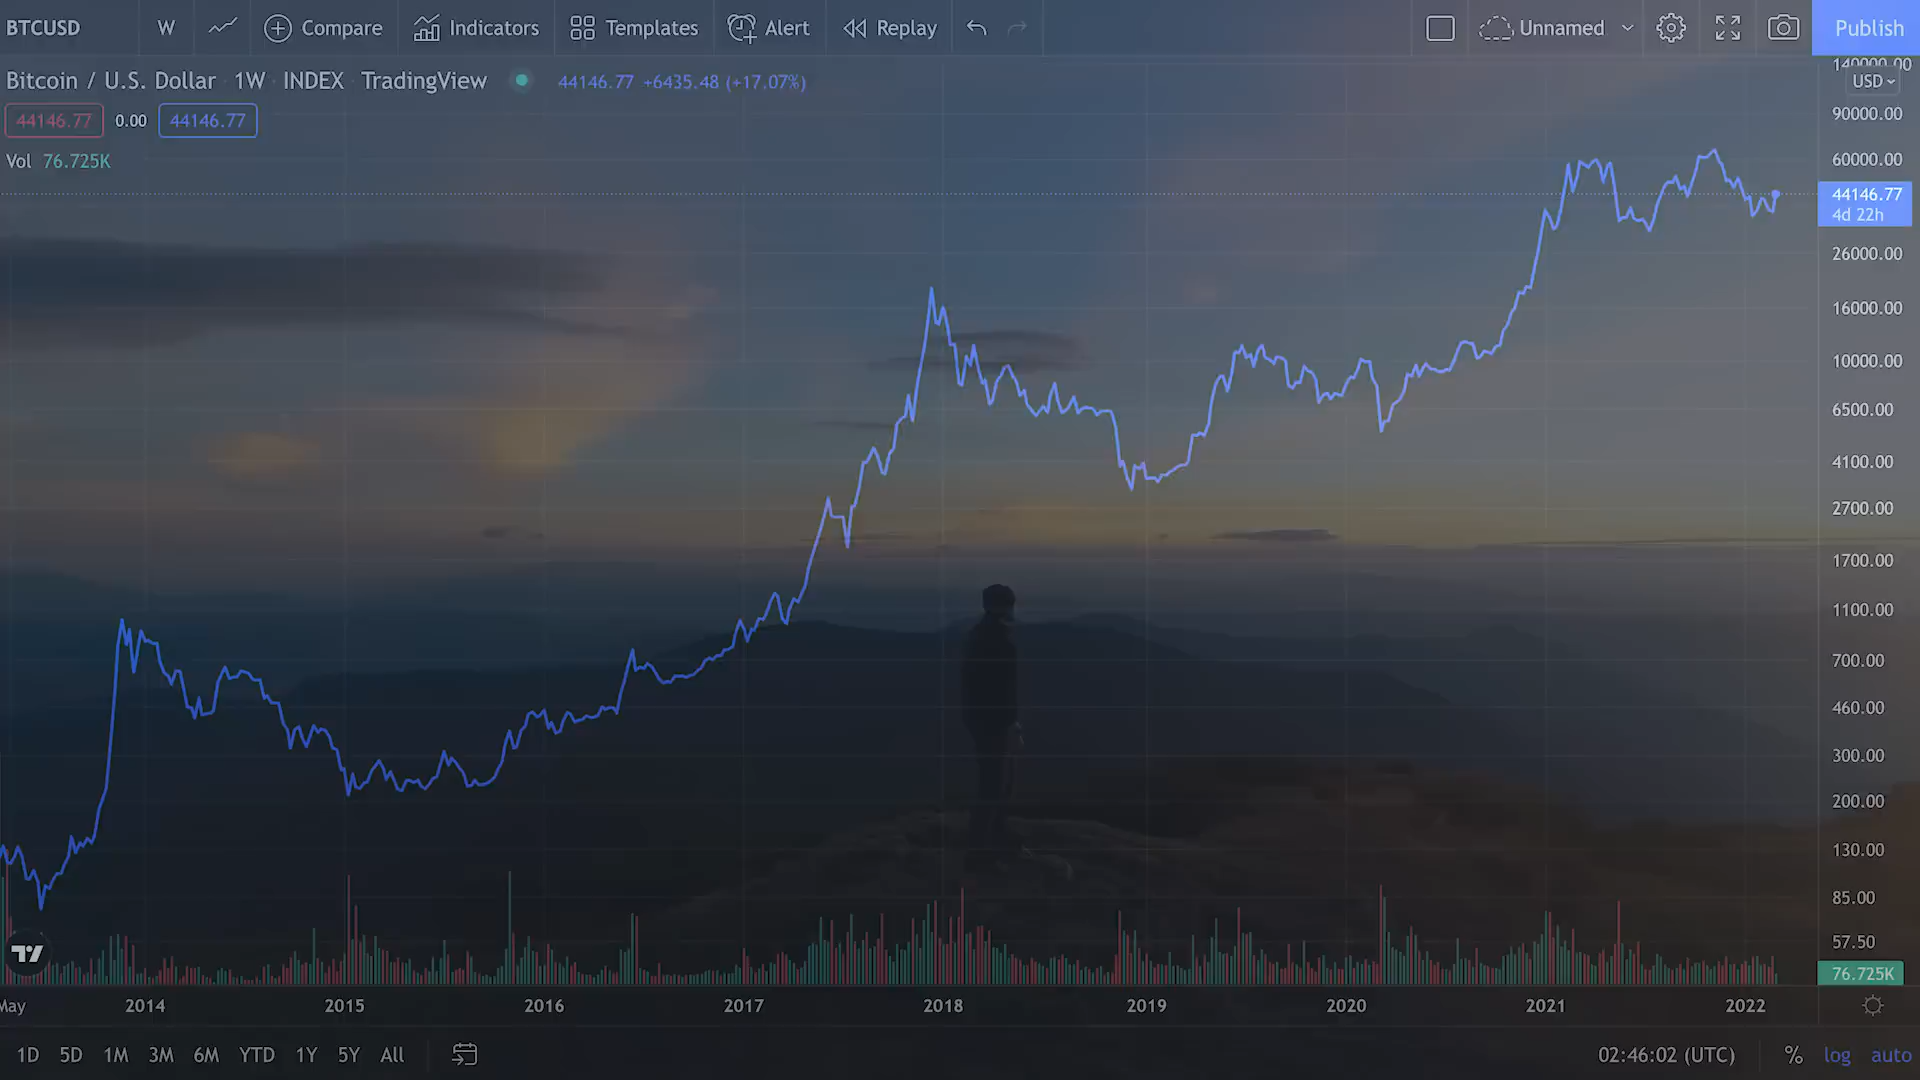 BTCUSD W Compare Indicators Templates Alert Replay Unnamed Publish
Bitcoin / U.S. Dollar 1W INDEX TradingView 44146.77 +6435.48 (+17.07%)
44146.77 0.00 44146.77
Vol 76.725K
140000.00
USD
90000.00
60000.00
44146.77
4d 22h
26000.00
16000.00
10000.00
6500.00
4100.00
2700.00
1700.00
1100.00
700.00
460.00
300.00
200.00
130.00
85.00
57.50
76.725K
May 2014 2015 2016 2017 2018 2019 2020 2021 2022
1D 5D 1M 3M 6M YTD 1Y 5Y All 02:46:02 (UTC) % log auto